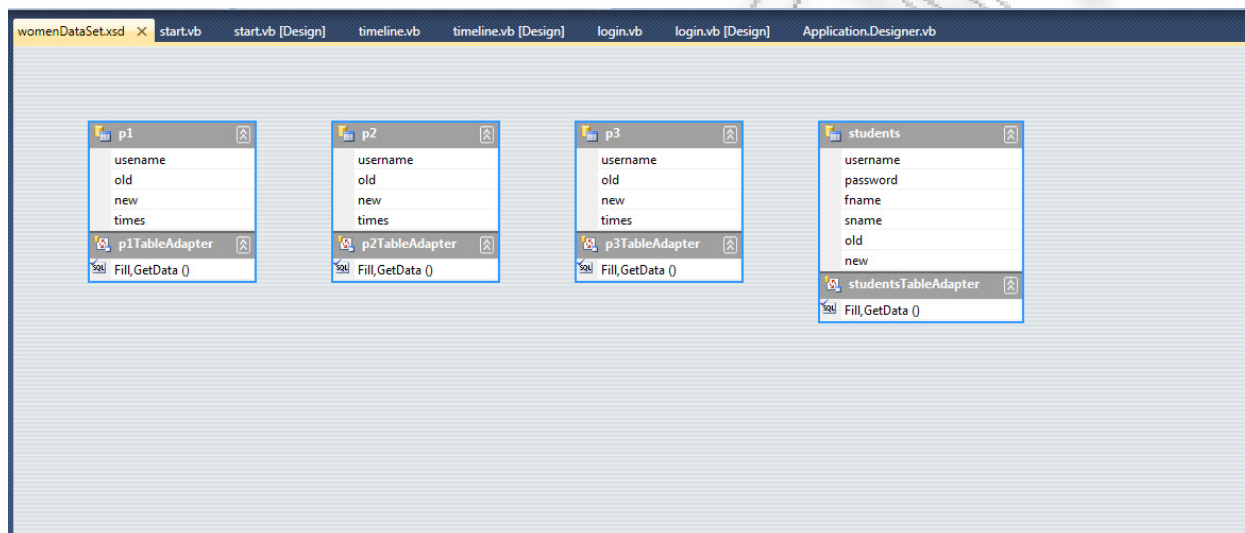 womenDataSet.xsd start.vb start.vb [Design] timeline.vb timeline.vb [Design] login.vb login.vb [Design] Application.Designer.vb
p1
usename
old
new
times
p1TableAdapter
Fill,GetData ()
p2
username
old
new
times
p2TableAdapter
Fill,GetData ()
p3
username
old
new
times
p3TableAdapter
Fill,GetData ()
students
username
password
fname
sname
old
new
studentsTableAdapter
Fill,GetData ()